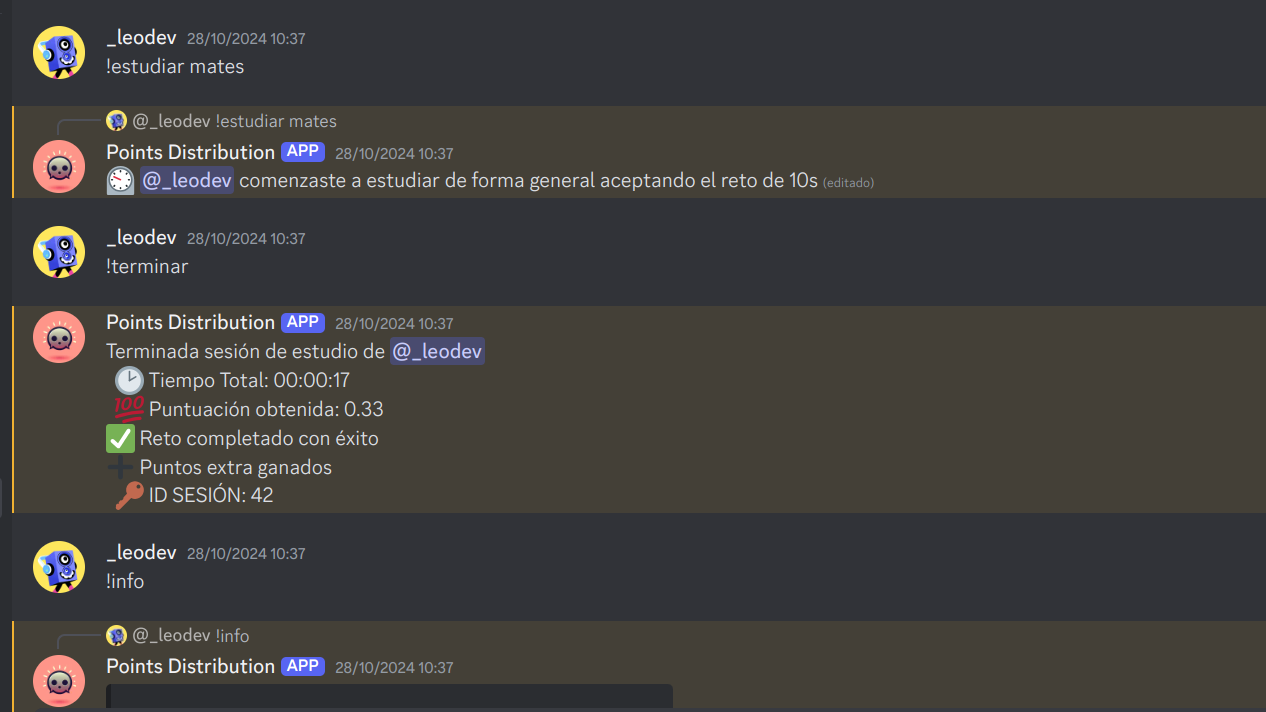 _leodev 28/10/2024 10:37
!estudiar mates
@_leodev !estudiar mates
Points Distribution APP 28/10/2024 10:37
@_leodev comenzaste a estudiar de forma general aceptando el reto de 10s (editado)
_leodev 28/10/2024 10:37
!terminar
Points Distribution APP 28/10/2024 10:37
Terminada sesión de estudio de @_leodev
Tiempo Total: 00:00:17
100 Puntuación obtenida: 0.33
Reto completado con éxito
Puntos extra ganados
ID SESIÓN: 42
_leodev 28/10/2024 10:37
!info
@_leodev !info
Points Distribution APP 28/10/2024 10:37